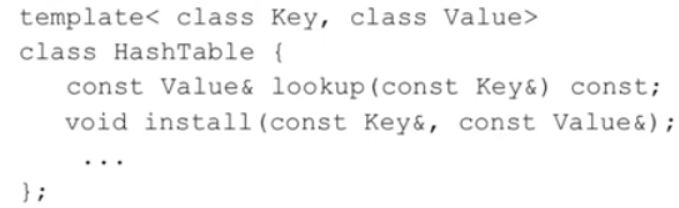 template< class Key, class Value>
class HashTable {
const Value& lookup(const Key&) const;
void install(const Key&, const Value&);
...
};